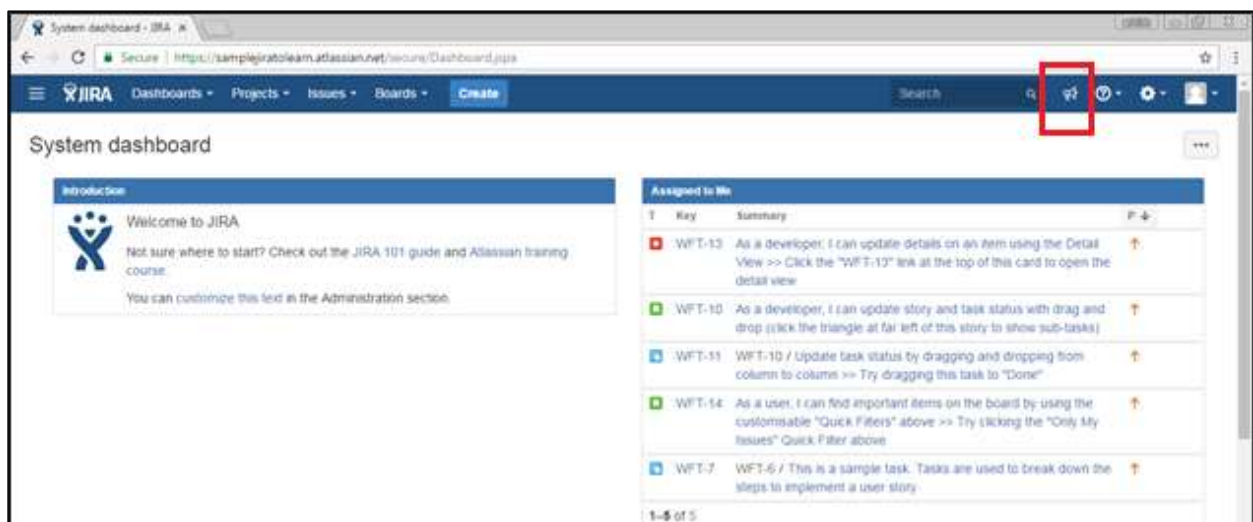 System dashboard - JIRA
Secure | https://samplejiratolearn.atlassian.net/secure/Dashboard.jspa
JIRA Dashboards Projects Issues Boards Create Search
System dashboard
Introduction
Welcome to JIRA
Not sure where to start? Check out the JIRA 101 guide and Atlassian training
course.
You can customize this text in the Administration section.
Assigned to Me
T Key Summary P
WFT-13 As a developer, I can update details on an item using the Detail
View >> Click the "WFT-13" link at the top of this card to open the
detail view
WFT-10 As a developer, I can update story and task status with drag and
drop (click the triangle at far left of this story to show sub-tasks)
WFT-11 WFT-10 / Update task status by dragging and dropping from
column to column >> Try dragging this task to "Done"
WFT-14 As a user, I can find important items on the board by using the
customisable "Quick Filters" above >> Try clicking the "Only My
Issues" Quick Filter above
WFT-7 WFT-6 / This is a sample task. Tasks are used to break down the
steps to implement a user story
1–5 of 5